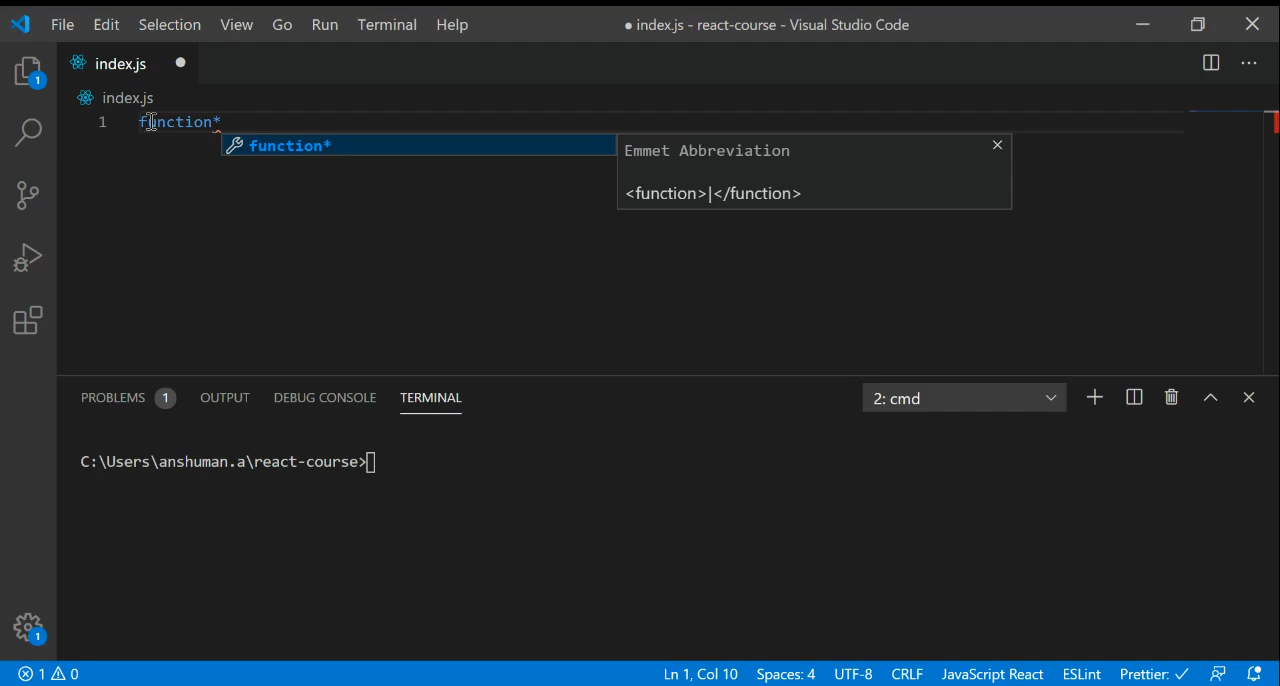 File Edit Selection View Go Run Terminal Help ● index.js - react-course - Visual Studio Code
index.js
1
index.js
1 function*
function*
Emmet Abbreviation
<function>|</function>
PROBLEMS 1 OUTPUT DEBUG CONSOLE TERMINAL 2: cmd
C:\Users\anshuman.a\react-course>
1
1 0 Ln 1, Col 10 Spaces: 4 UTF-8 CRLF JavaScript React ESLint Prettier: ✓